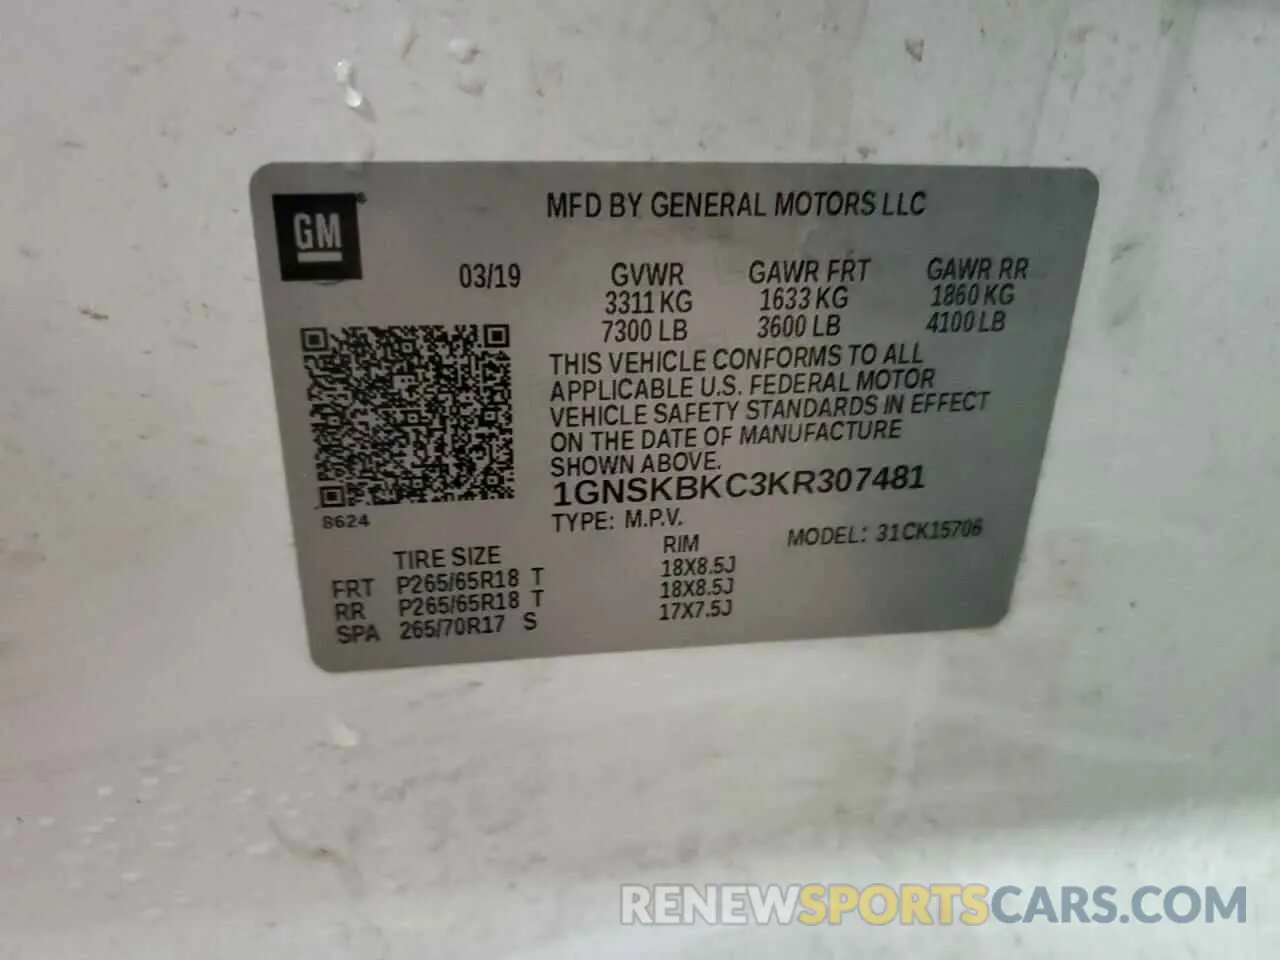 GM
MFD BY GENERAL MOTORS LLC
03/19 GVWR GAWR FRT GAWR RR
3311 KG 1633 KG 1860 KG
7300 LB 3600 LB 4100 LB
THIS VEHICLE CONFORMS TO ALL
APPLICABLE U.S. FEDERAL MOTOR
VEHICLE SAFETY STANDARDS IN EFFECT
ON THE DATE OF MANUFACTURE
SHOWN ABOVE.
1GNSKBKC3KR307481
8624
TYPE: M.P.V. MODEL: 31CK15706
TIRE SIZE RIM
FRT P265/65R18 T 18X8.5J
RR P265/65R18 T 18X8.5J
SPA 265/70R17 S 17X7.5J
RENEWSPORTSCARS.COM